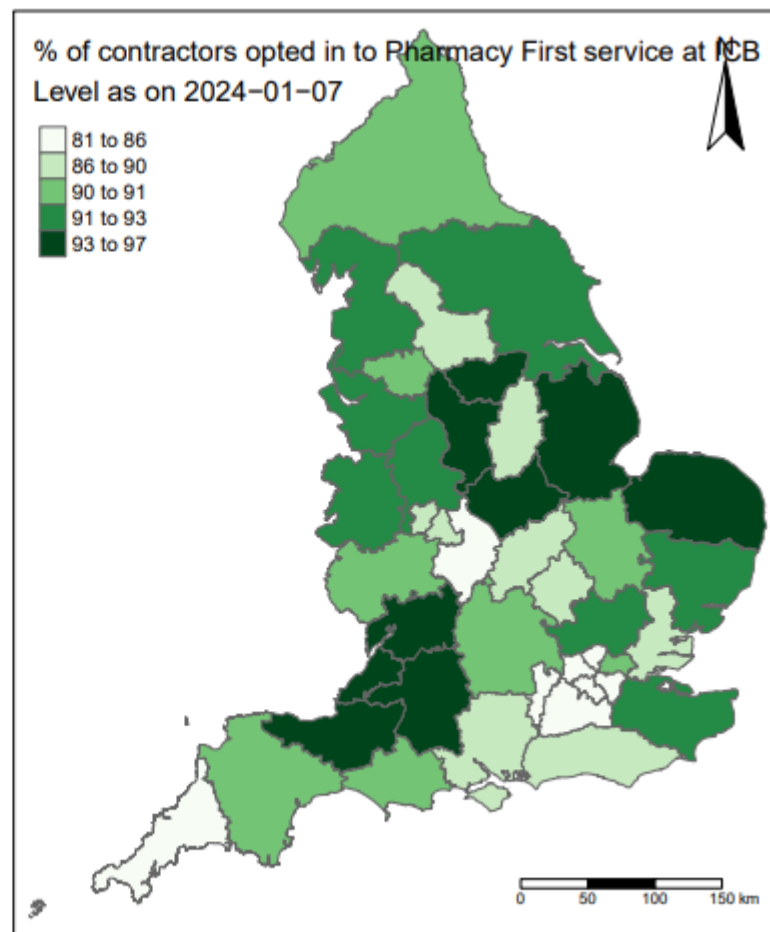 % of contractors opted in to Pharmacy First service at ICB
Level as on 2024−01−07
N
81 to 86
86 to 90
90 to 91
91 to 93
93 to 97
0 50 100 150 km